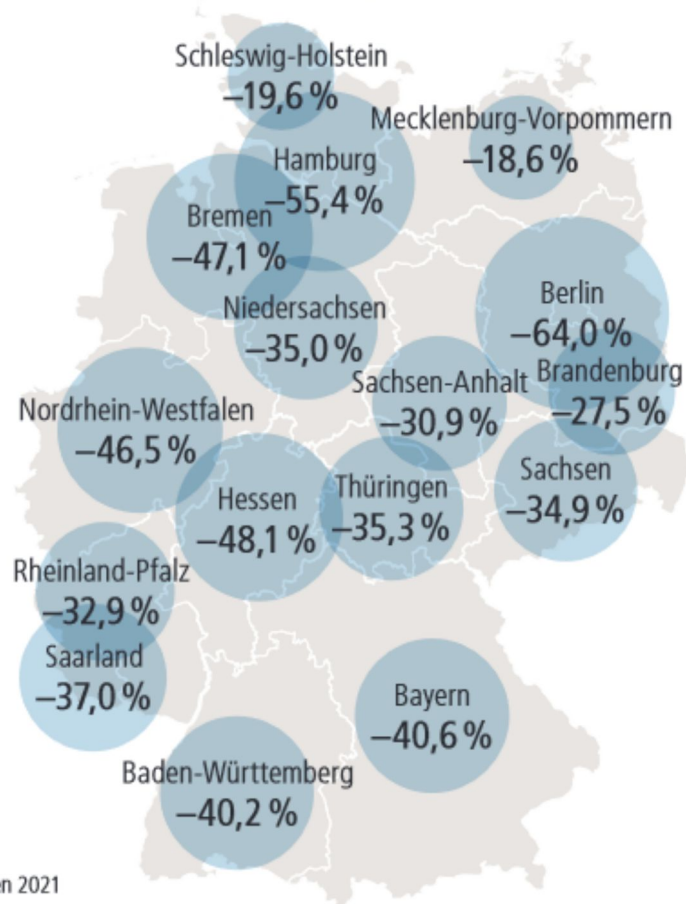 Schleswig-Holstein
–19,6 %
Mecklenburg-Vorpommern
–18,6 %
Hamburg
–55,4 %
Bremen
–47,1 %
Berlin
–64,0 %
Niedersachsen
–35,0 %
Brandenburg
–27,5 %
Sachsen-Anhalt
–30,9 %
Nordrhein-Westfalen
–46,5 %
Sachsen
–34,9 %
Thüringen
–35,3 %
Hessen
–48,1 %
Rheinland-Pfalz
–32,9 %
Saarland
–37,0 %
Bayern
–40,6 %
Baden-Württemberg
–40,2 %
en 2021